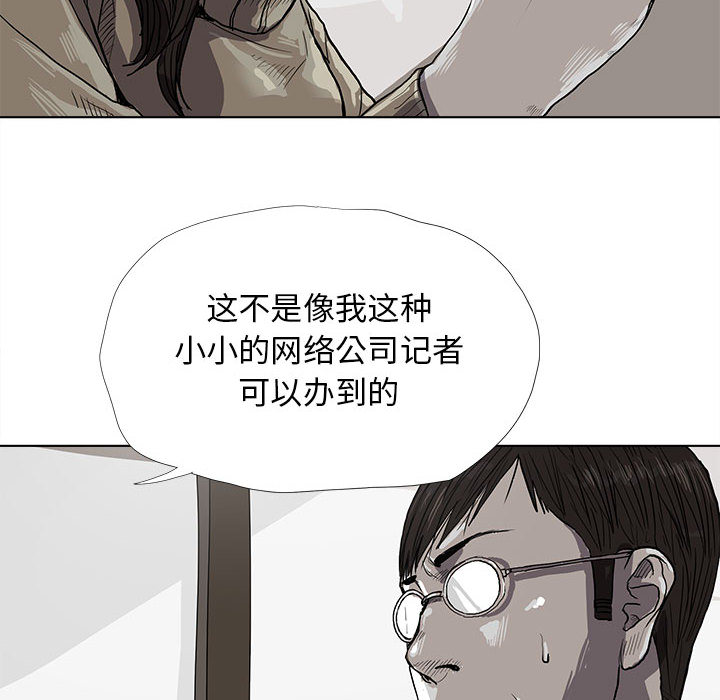 这不是像我这种
小小的网络公司记者
可以办到的